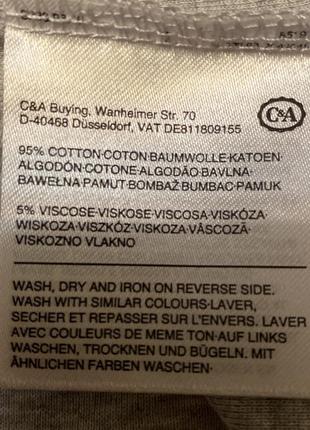 C&A Buying, Wanheimer Str. 70
D-40468 Düsseldorf, VAT DE811809155
C&A
95% COTTON·COTON·BAUMWOLLE·KATOEN·
ALGODÓN·COTONE·ALGODÃO·BAVLNA·
BAWEŁNA·PAMUT·BOMBAŽ·BUMBAC·PAMUK
5% VISCOSE·VISKOSE·VISCOSA·VISKÓZA·
WISKOZA·VISZKÓZ·VISKOZA·VÂSCOZĂ·
VISKOZNO VLAKNO
WASH, DRY AND IRON ON REVERSE SIDE.
WASH WITH SIMILAR COLOURS·LAVER,
SECHER ET REPASSER SUR L'ENVERS. LAVER
AVEC COULEURS DE MEME TON·AUF LINKS
WASCHEN, TROCKNEN UND BÜGELN. MIT
ÄHNLICHEN FARBEN WASCHEN·